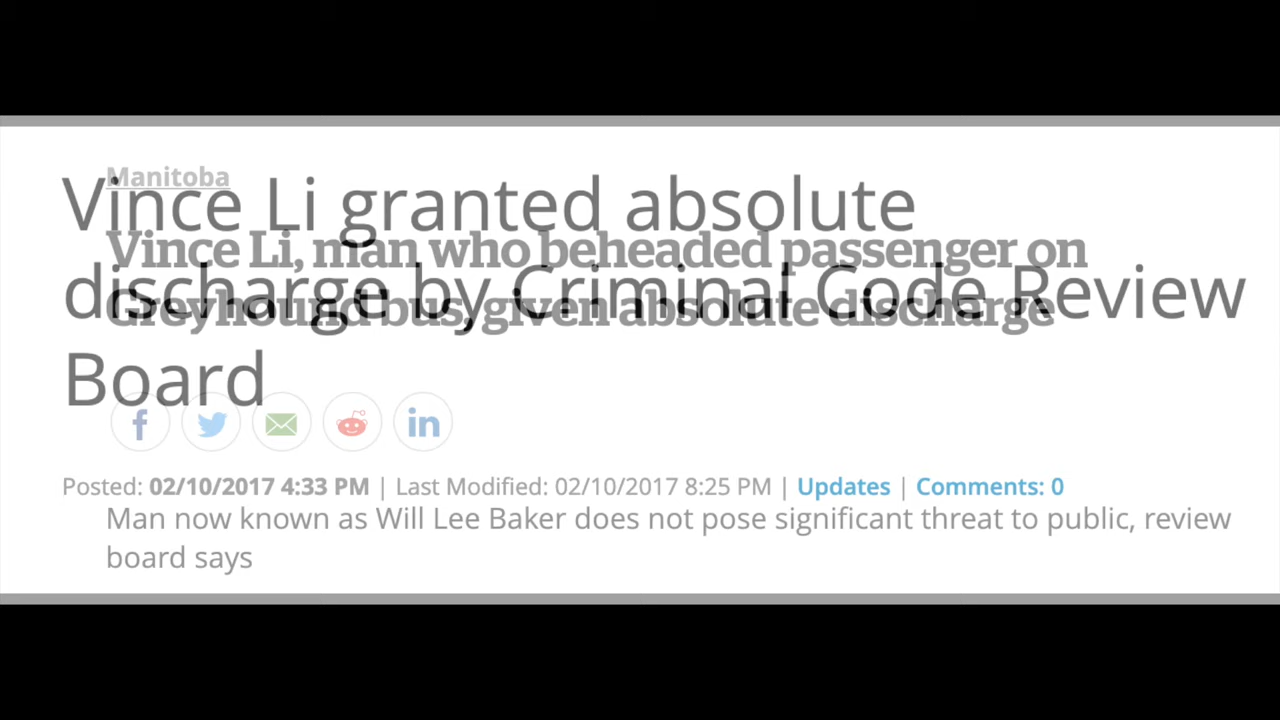 Manitoba
Vince Li granted absolute
Vince Li, man who beheaded passenger on
discharge by Criminal Code Review
Greyhound bus, given absolute discharge
Board
Posted: 02/10/2017 4:33 PM | Last Modified: 02/10/2017 8:25 PM | Updates | Comments: 0
Man now known as Will Lee Baker does not pose significant threat to public, review
board says